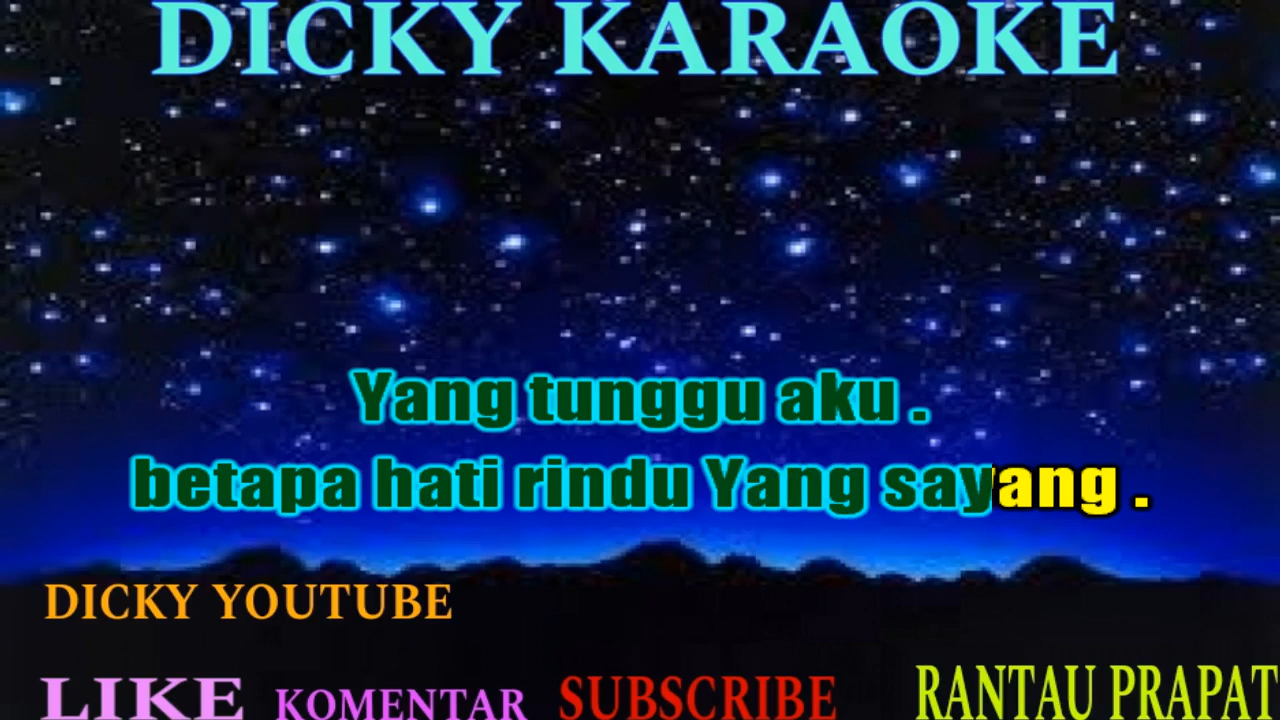 DICKY KARAOKE
Yang tunggu aku .
betapa hati rindu Yang sayang .
DICKY YOUTUBE
LIKE KOMENTAR SUBSCRIBE RANTAU PRAPAT